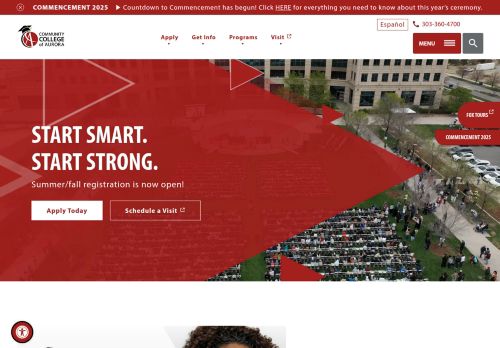 COMMENCEMENT 2025 ▶ Countdown to Commencement has begun! Click HERE for everything you need to know about this year's ceremony.
Español
303-360-4700
COMMUNITY
COLLEGE
of AURORA
Apply
Get Info
Programs
Visit
MENU
FOX TOURS
COMMENCEMENT 2025
START SMART.
START STRONG.
Summer/fall registration is now open!
Apply Today
Schedule a Visit